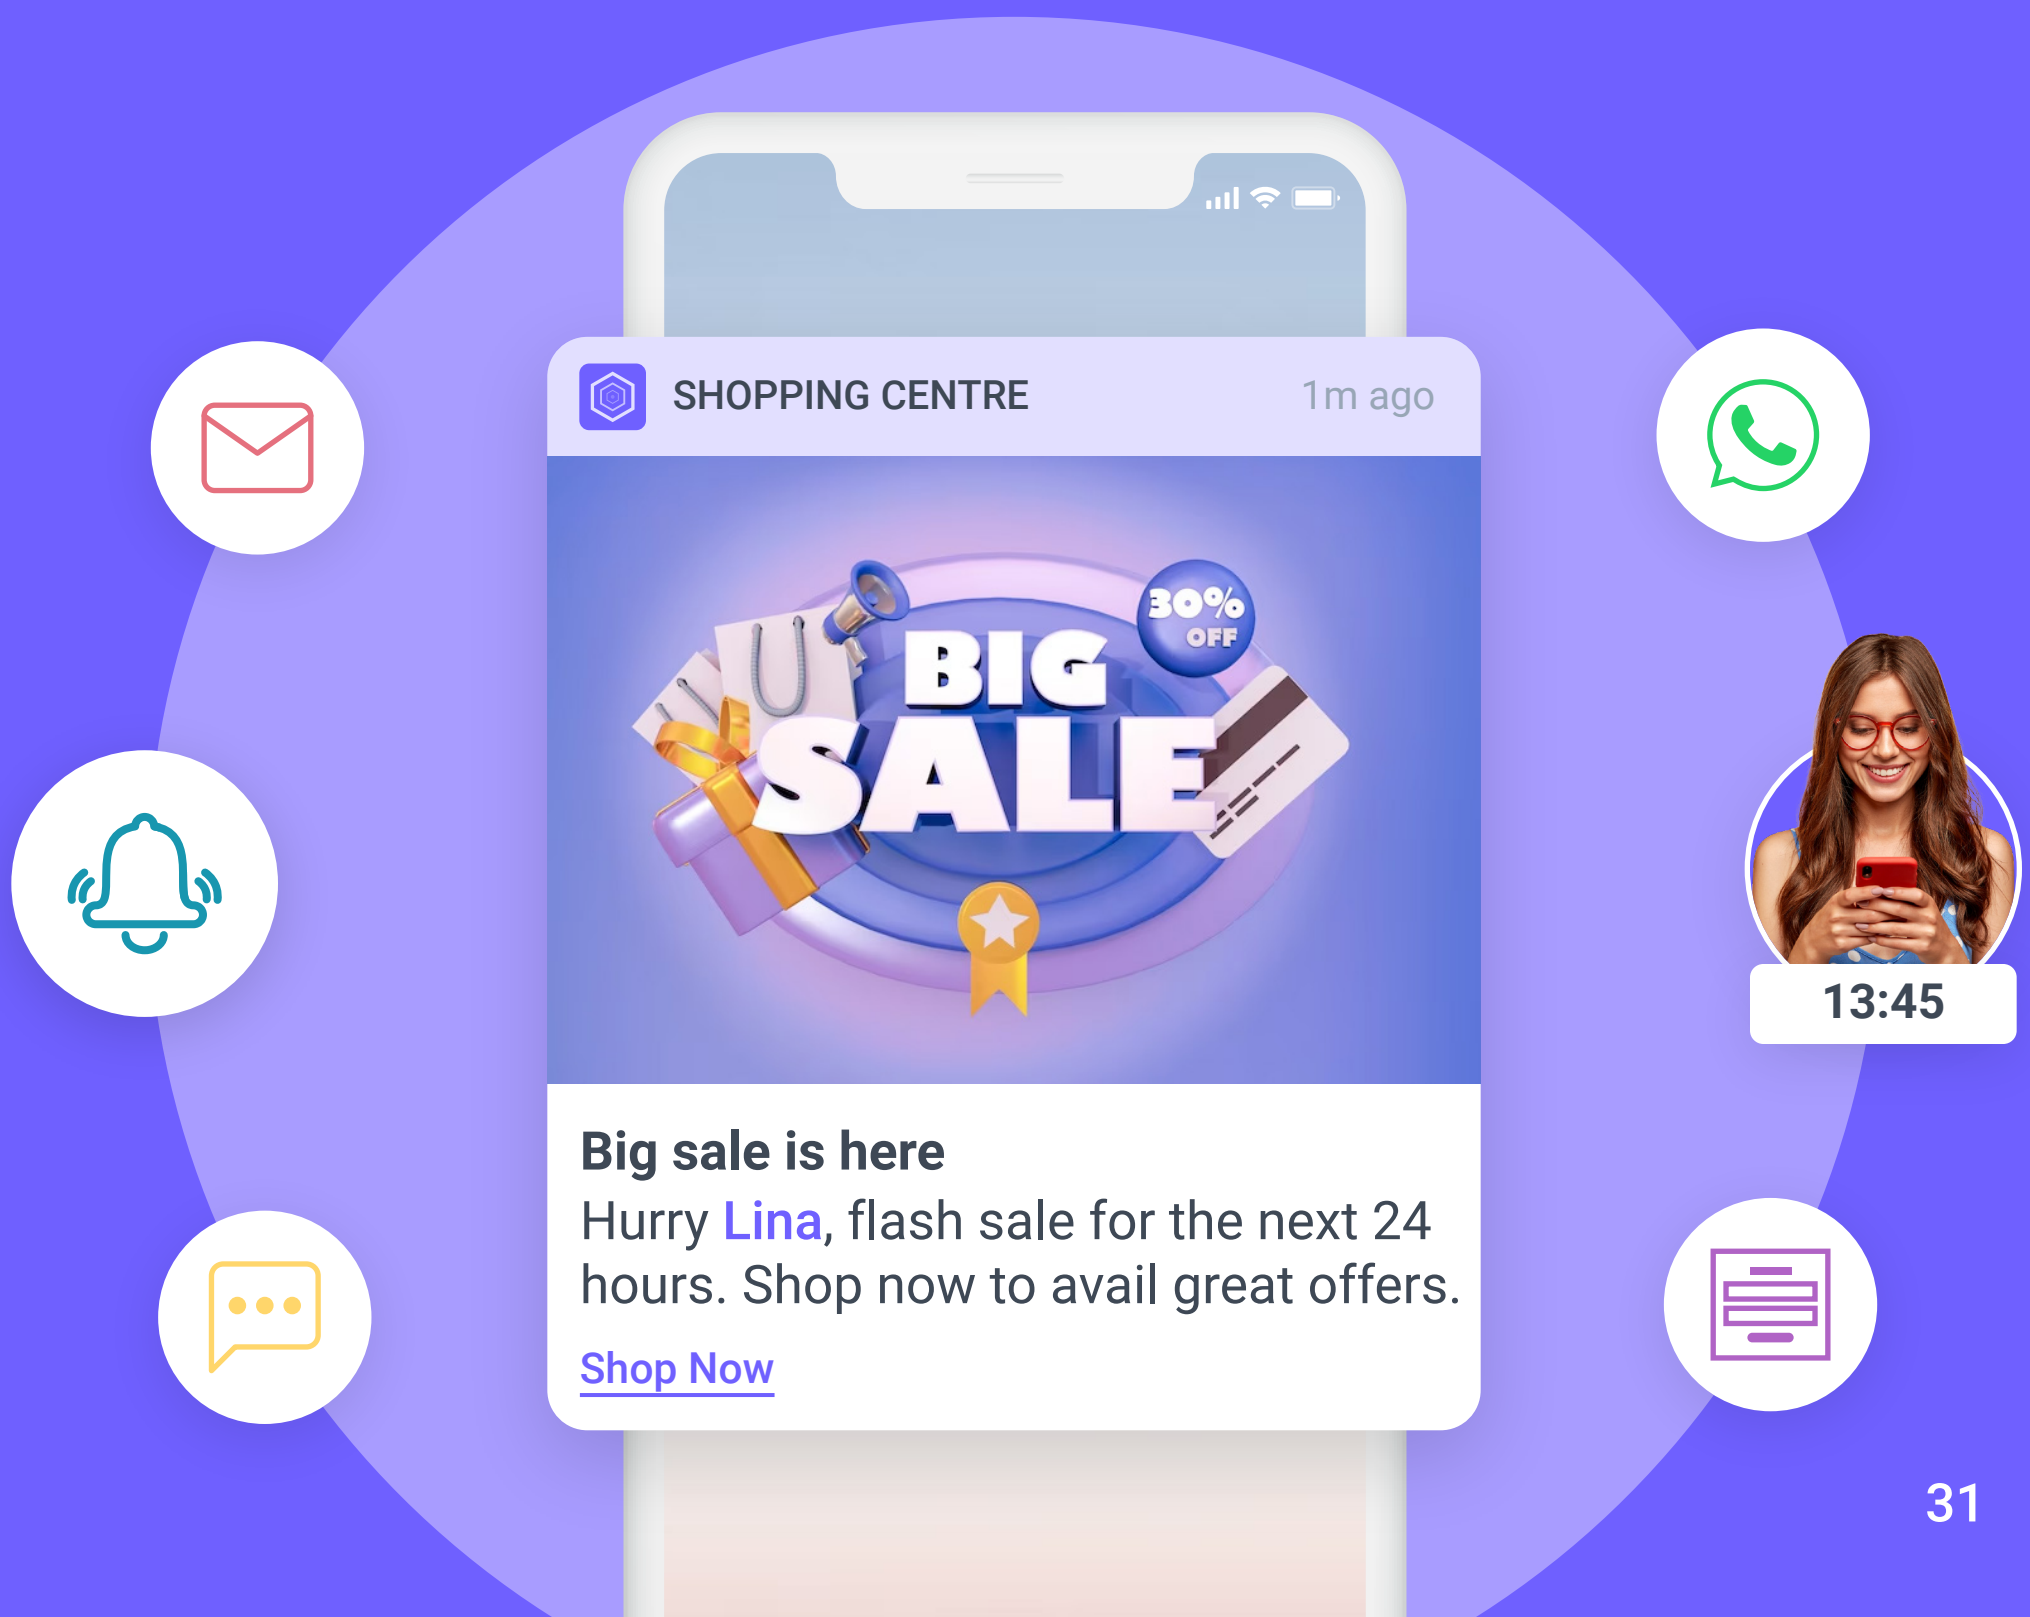 SHOPPING CENTRE
1m ago
30%
OFF
BIG
SALE
13:45
Big sale is here
Hurry Lina, flash sale for the next 24
hours. Shop now to avail great offers.
Shop Now
31